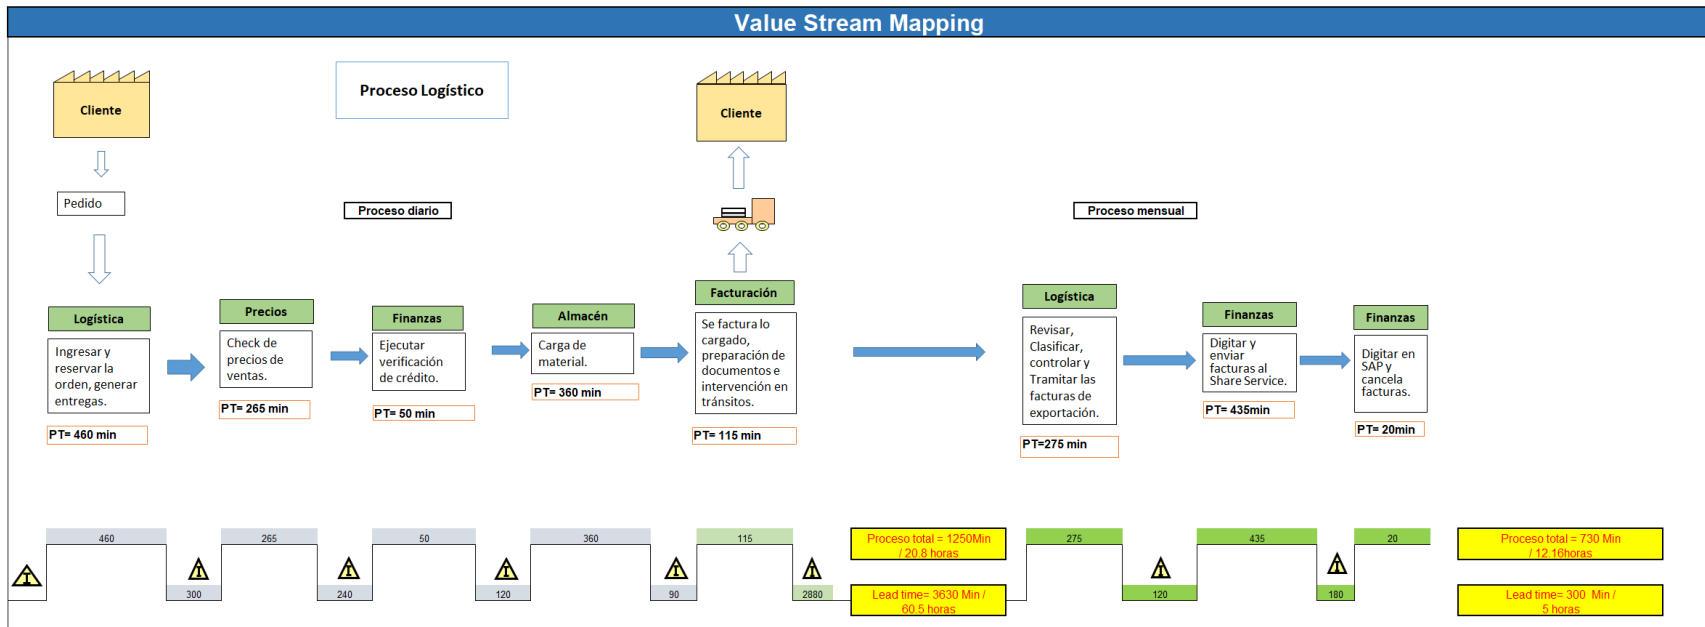 Value Stream Mapping
Cliente
Proceso Logístico
Cliente
Pedido
Proceso diario
Proceso mensual
Logística
Ingresar y
reservar la
orden, generar
entregas.
PT= 460 min
Precios
Check de
precios de
ventas.
PT= 265 min
Finanzas
Ejecutar
verificación
de crédito.
PT= 50 min
Almacén
Carga de
material.
PT= 360 min
Facturación
Se factura lo
cargado,
preparación de
documentos e
intervención en
tránsitos.
PT= 115 min
Logística
Revisar,
Clasificar,
controlar y
Tramitar las
facturas de
exportación.
PT=275 min
Finanzas
Digitar y
enviar
facturas al
Share Service.
PT= 435min
Finanzas
Digitar en
SAP y
cancela
facturas.
PT= 20min
460
265
50
360
115
Proceso total = 1250Min
/ 20.8 horas
275
435
20
Proceso total = 730 Min
/ 12.16horas
I
I
I
I
I
I
I
I
300
240
120
90
2880
Lead time= 3630 Min /
60.5 horas
120
180
Lead time= 300 Min /
5 horas